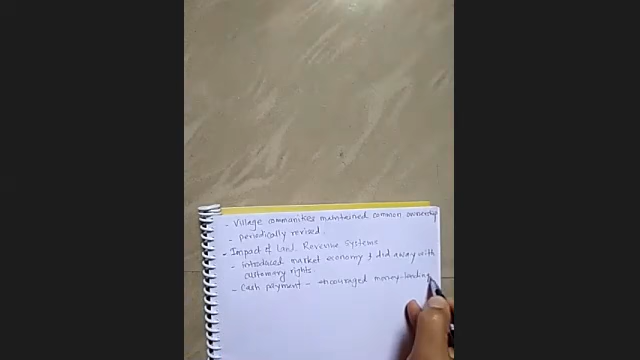 - Village communities maintained common ownership
- periodically revised.
- Impact of Land Revenue Systems
- introduced market economy & did away with
customary rights.
- Cash payment - encouraged money-lending